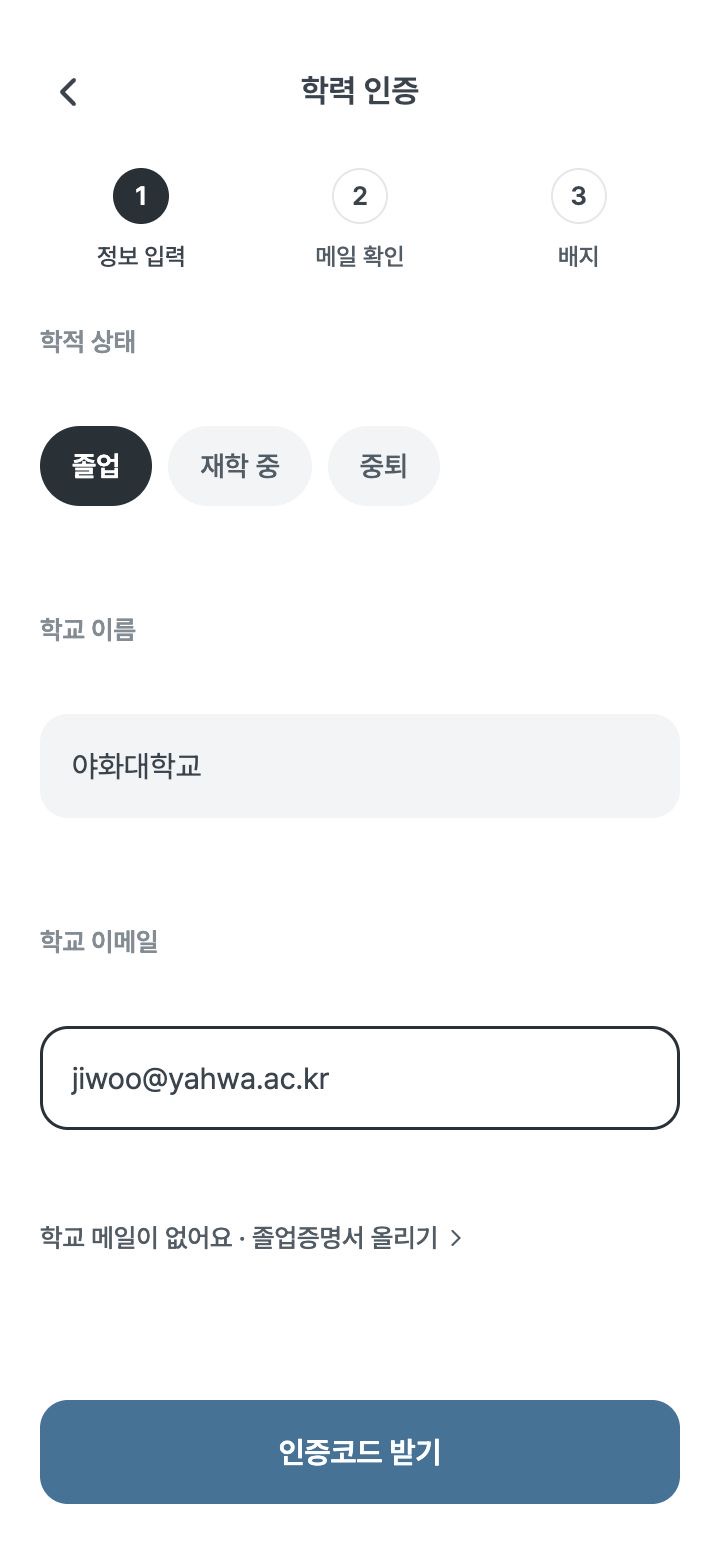 학력 인증
1
2
3
정보 입력
메일 확인
배지
학적 상태
졸업
재학 중
중퇴
학교 이름
야화대학교
학교 이메일
jiwoo@yahwa.ac.kr
학교 메일이 없어요 · 졸업증명서 올리기
인증코드 받기